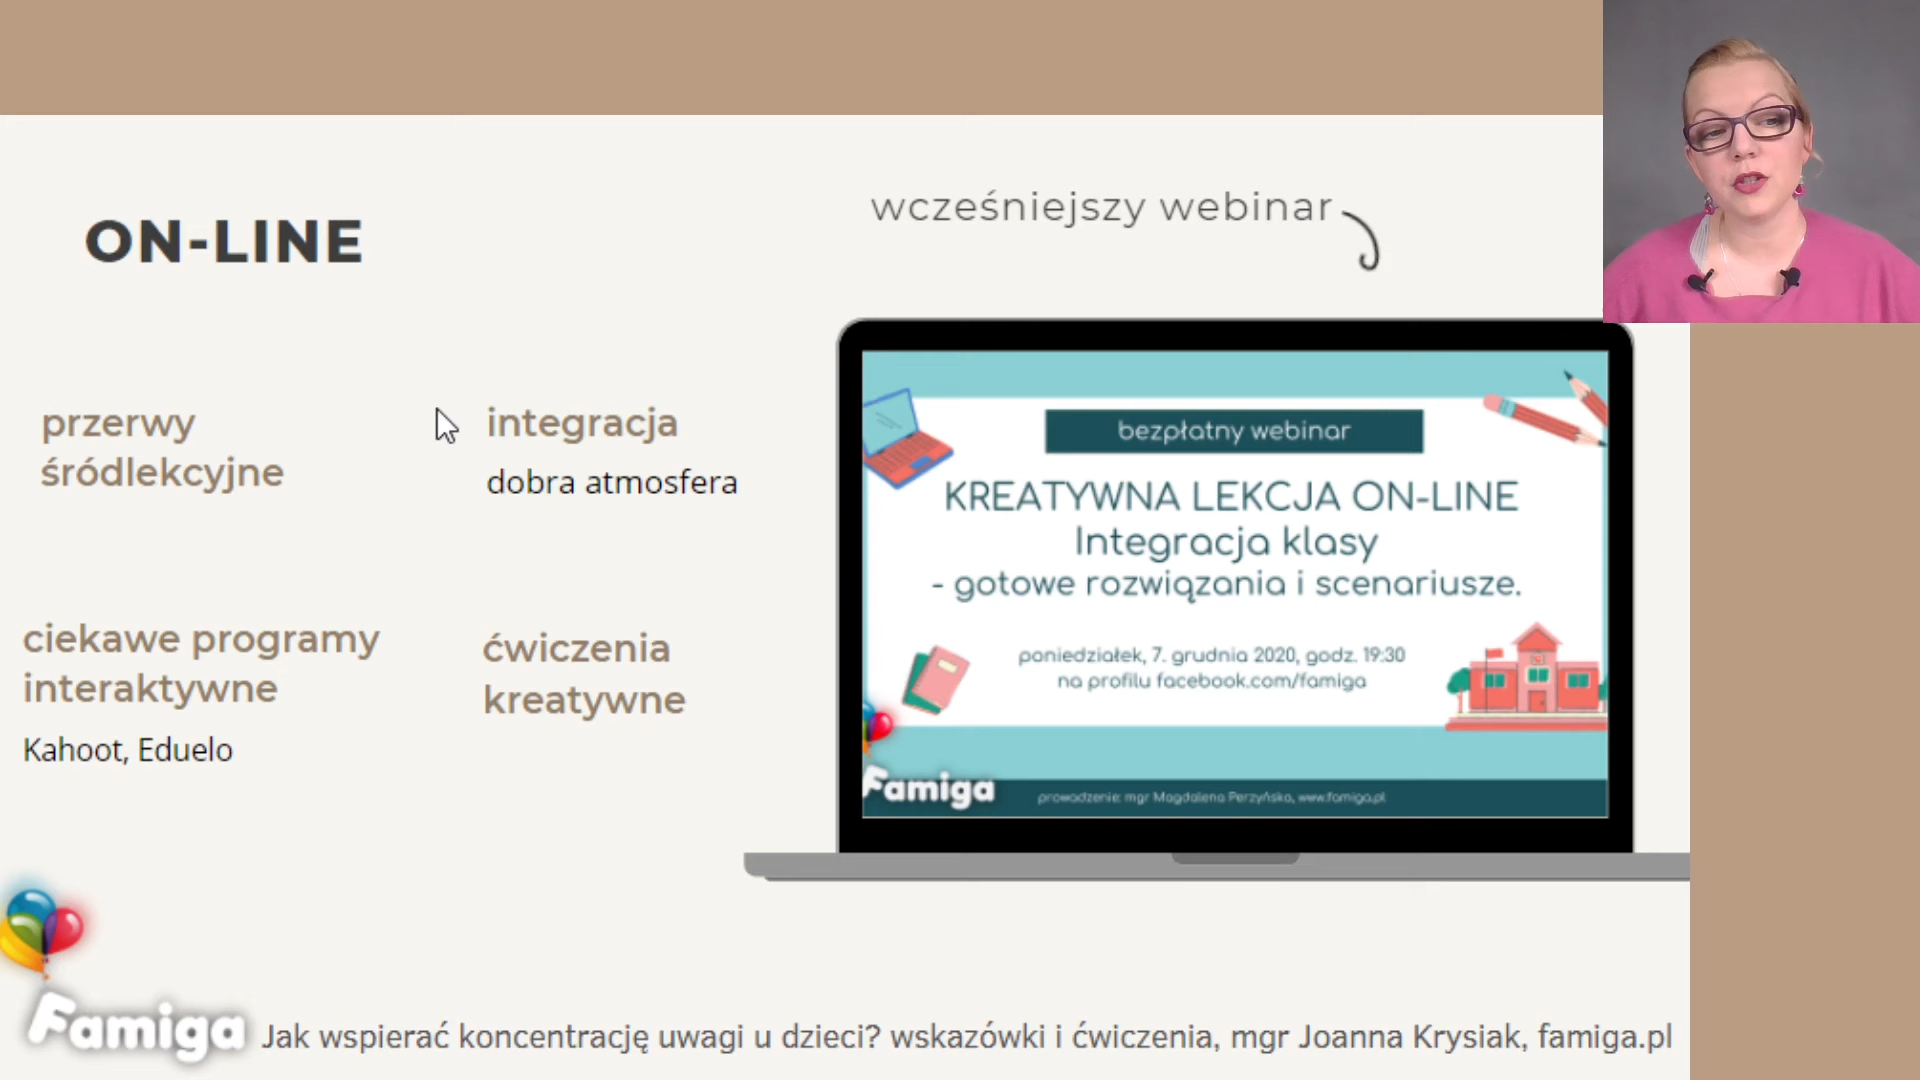 ON-LINE
wcześniejszy webinar
przerwy
śródlekcyjne
integracja
dobra atmosfera
ciekawe programy
interaktywne
Kahoot, Eduelo
ćwiczenia
kreatywne
bezpłatny webinar
KREATYWNA LEKCJA ON-LINE
Integracja klasy
- gotowe rozwiązania i scenariusze.
poniedziałek, 7. grudnia 2020, godz. 19:30
na profilu facebook.com/famiga
Famiga
prowadzenie: mgr Magdalena Perzyńska, www.famiga.pl
Famiga
Jak wspierać koncentrację uwagi u dzieci? wskazówki i ćwiczenia, mgr Joanna Krysiak, famiga.pl